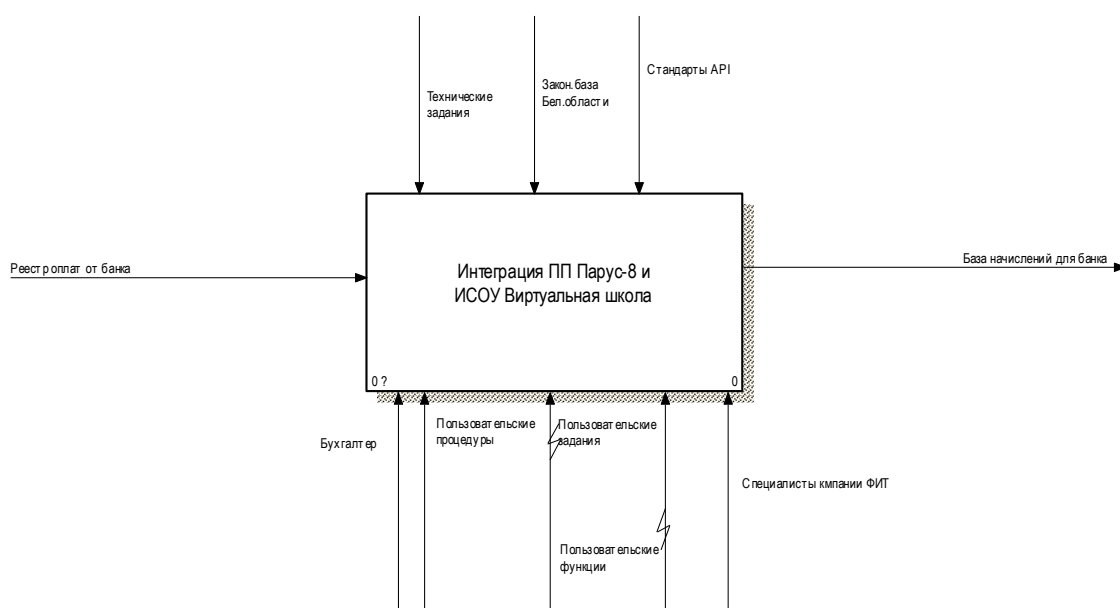 Стандарты API
Закон.база
Бел.области
Технические
задания
Реестр оплат от банка
База начислений для банка
Интеграция ПП Парус-8 и
ИСОУ Виртуальная школа
0 ?
0
Бухгалтер
Пользовательские
процедуры
Пользовательские
задания
Специалисты кмпании ФИТ
Пользовательские
функции